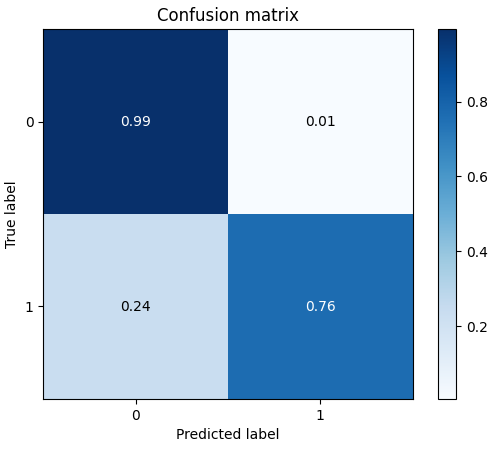 Confusion matrix
0.8
0 0.99 0.01
0.6
True label
0.4
1 0.24 0.76
0.2
0 1
Predicted label